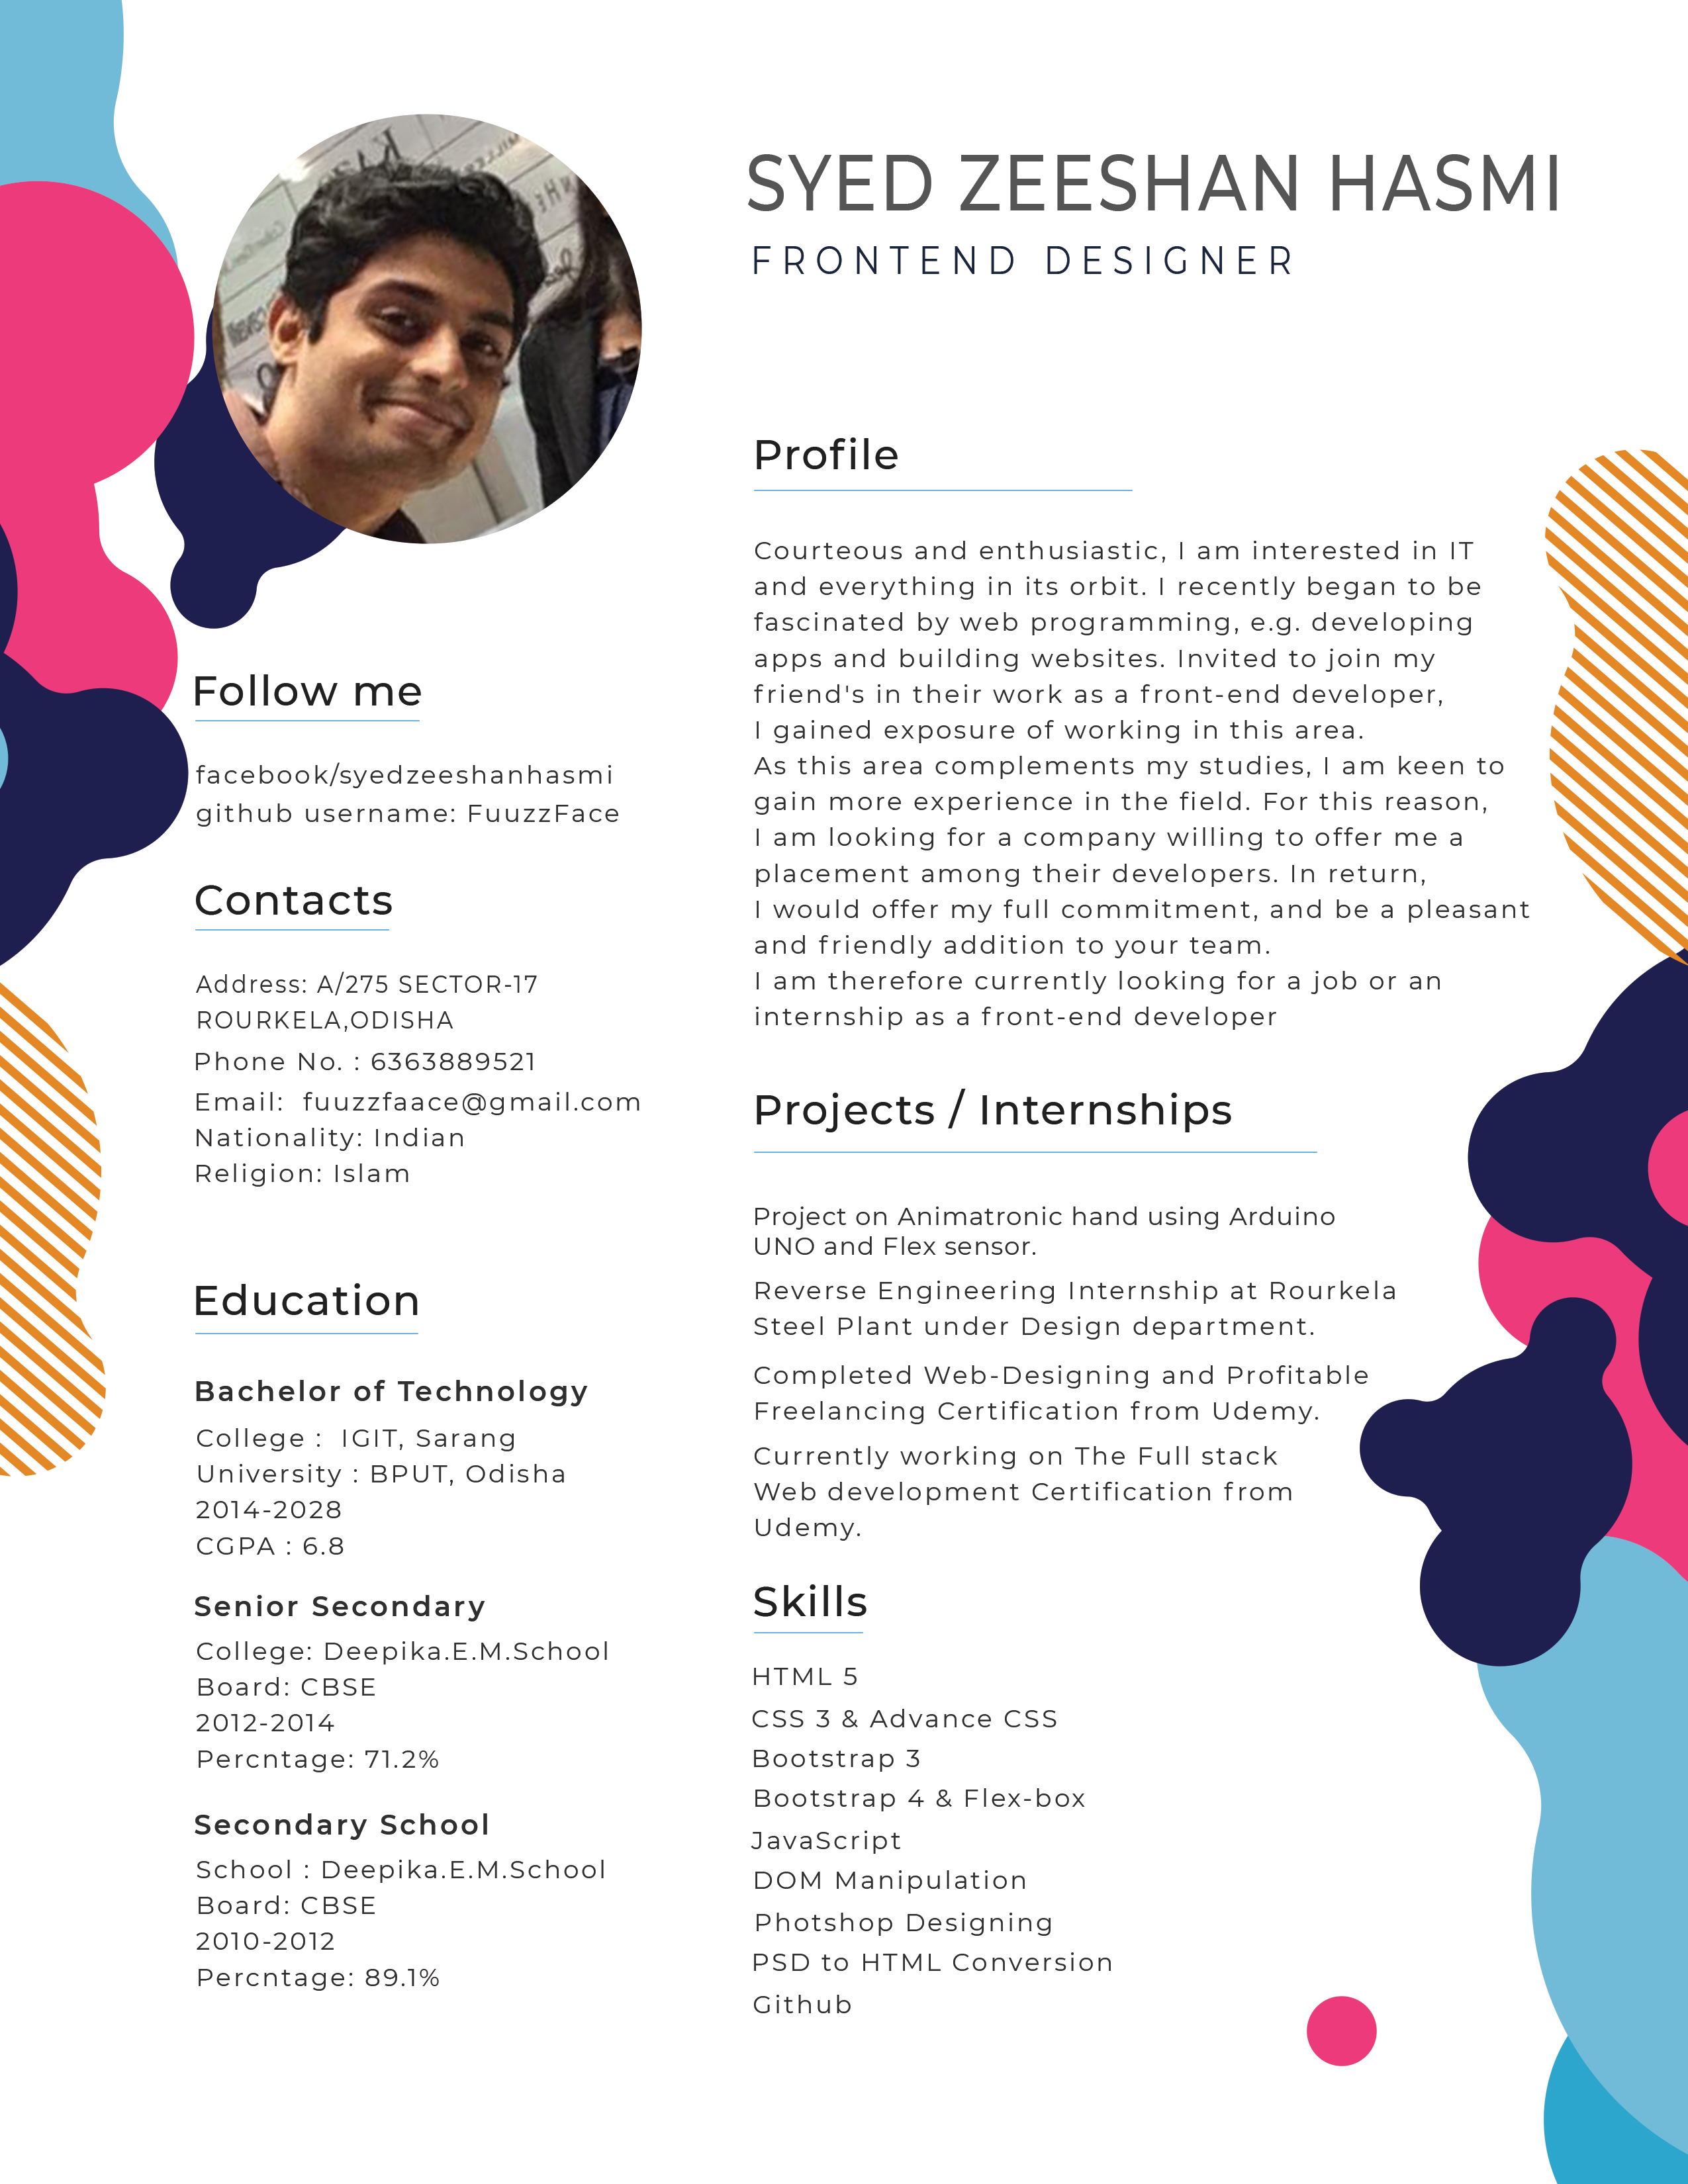 SYED ZEESHAN HASMI
FRONTEND DESIGNER
Follow me
facebook/syedzeeshanhasmi
github username: FuuzzFace
Contacts
Address: A/275 SECTOR-17
ROURKELA,ODISHA
Phone No. : 6363889521
Email:  fuuzzfaace@gmail.com
Nationality: Indian
Religion: Islam
Education
Bachelor of Technology
College :  IGIT, Sarang
University : BPUT, Odisha
2014-2028
CGPA : 6.8
Senior Secondary
College: Deepika.E.M.School
Board: CBSE
2012-2014
Percntage: 71.2%
Secondary School
School : Deepika.E.M.School
Board: CBSE
2010-2012
Percntage: 89.1%
Profile
Courteous and enthusiastic, I am interested in IT
and everything in its orbit. I recently began to be
fascinated by web programming, e.g. developing
apps and building websites. Invited to join my
friend's in their work as a front-end developer,
I gained exposure of working in this area.
As this area complements my studies, I am keen to
gain more experience in the field. For this reason,
I am looking for a company willing to offer me a
placement among their developers. In return,
I would offer my full commitment, and be a pleasant
and friendly addition to your team.
I am therefore currently looking for a job or an
internship as a front-end developer
Projects / Internships
Project on Animatronic hand using Arduino
UNO and Flex sensor.
Reverse Engineering Internship at Rourkela
Steel Plant under Design department.
Completed Web-Designing and Profitable
Freelancing Certification from Udemy.
Currently working on The Full stack
Web development Certification from
Udemy.
Skills
HTML 5
CSS 3 & Advance CSS
Bootstrap 3
Bootstrap 4 & Flex-box
JavaScript
DOM Manipulation
Photshop Designing
PSD to HTML Conversion
Github